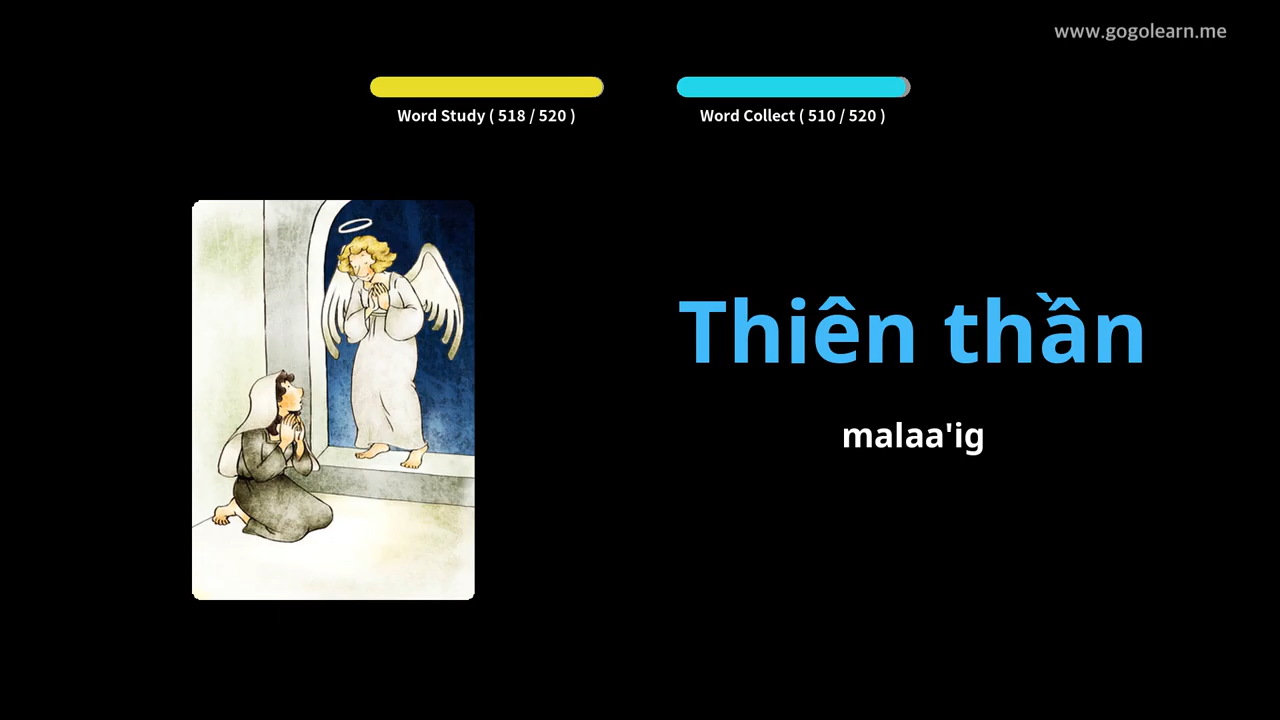 www.gogolearn.me
Word Study ( 518 / 520 )
Word Collect ( 510 / 520 )
Thiên thần
malaa'ig